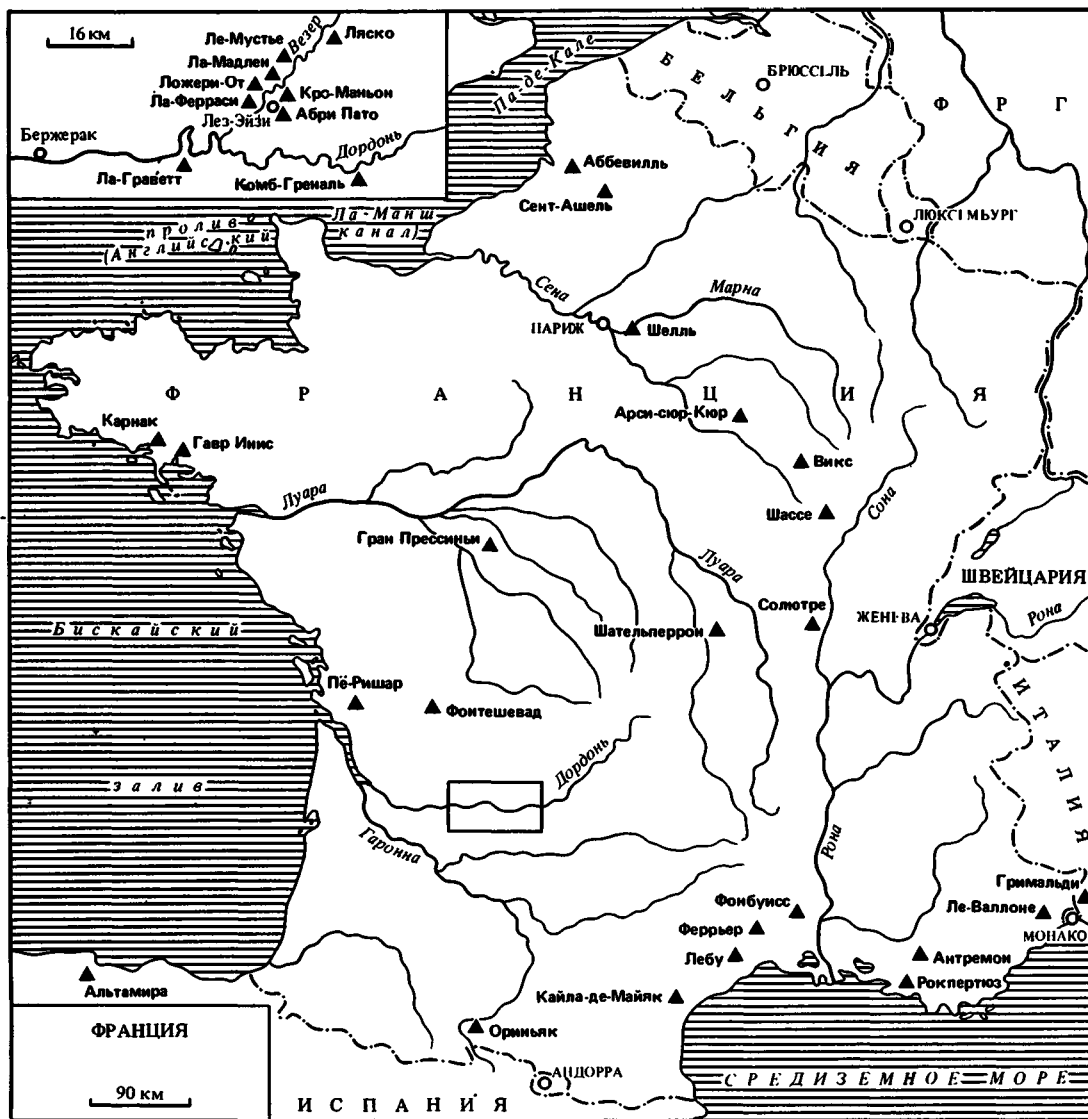 16 км
Ле-Мустье
Везер
Ляско
Ла-Мадлен
Ложери-От
Ла-Ферраси
Кро-Маньон
Лез-Эйзи
Абри Пато
Бержерак
Дордонь
Ла-Граветт
Комб-Греналь
Па-де-Кале
БЕЛЬГИЯ
БРЮССЕЛЬ
ФРГ
Аббевилль
Сент-Ашель
ЛЮКСЕМБУРГ
пролив Ла-Манш
(Английский канал)
Сена
Марна
ПАРИЖ
Шелль
ФРАНЦИЯ
Карнак
Гавр Инис
Арси-сюр-Кюр
Викс
Шассе
Сона
Луара
Гран Прессиньи
Луара
Солютре
ШВЕЙЦАРИЯ
ЖЕНЕВА
Рона
Бискайский
залив
Шательперрон
Пё-Ришар
Фонтешевад
ИТАЛИЯ
Дордонь
Гаронна
Рона
Гримальди
Фонбуисс
Ле-Валлоне
МОНАКО
Феррьер
Лебу
Антремон
Рокпертюз
Альтамира
Кайла-де-Майяк
Ориньяк
АНДОРРА
СРЕДИЗЕМНОЕ МОРЕ
ФРАНЦИЯ
90 км
ИСПАНИЯ